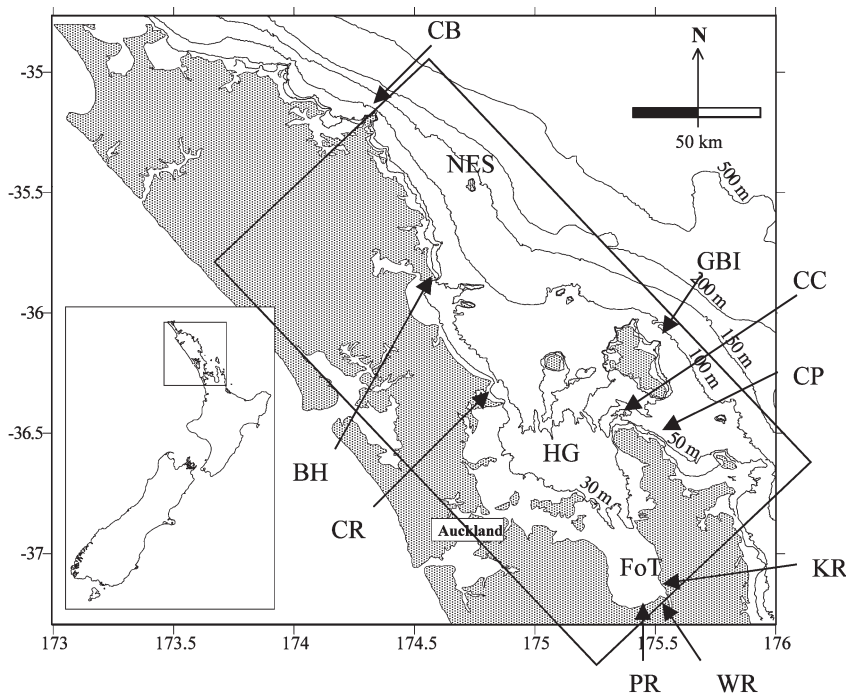 CB
N
-35
50 km
NES
500 m
-35.5
GBI
CC
200 m
-36
150 m
100 m
CP
-36.5
50 m
HG
BH
30 m
CR
Auckland
-37
FoT
KR
173
173.5
174
174.5
175
175.5
176
PR
WR